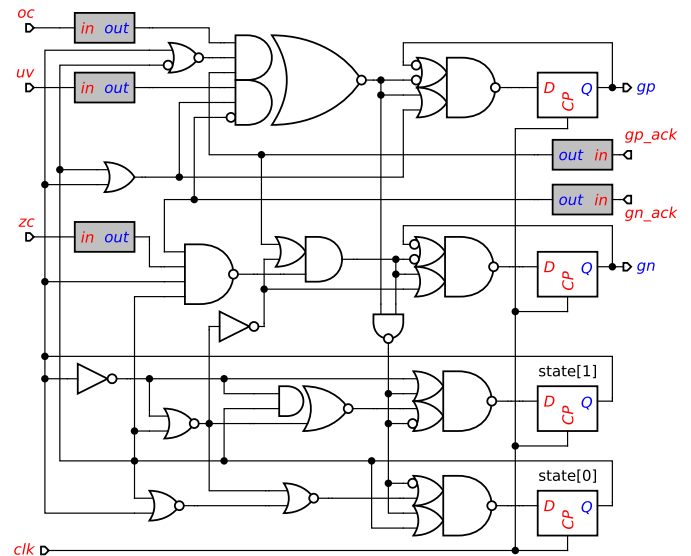 oc
in out
uv
in out
D Q
CP
gp
gp_ack
out in
out in
gn_ack
zc
in out
D Q
CP
gn
state[1]
D Q
CP
state[0]
D Q
CP
clk